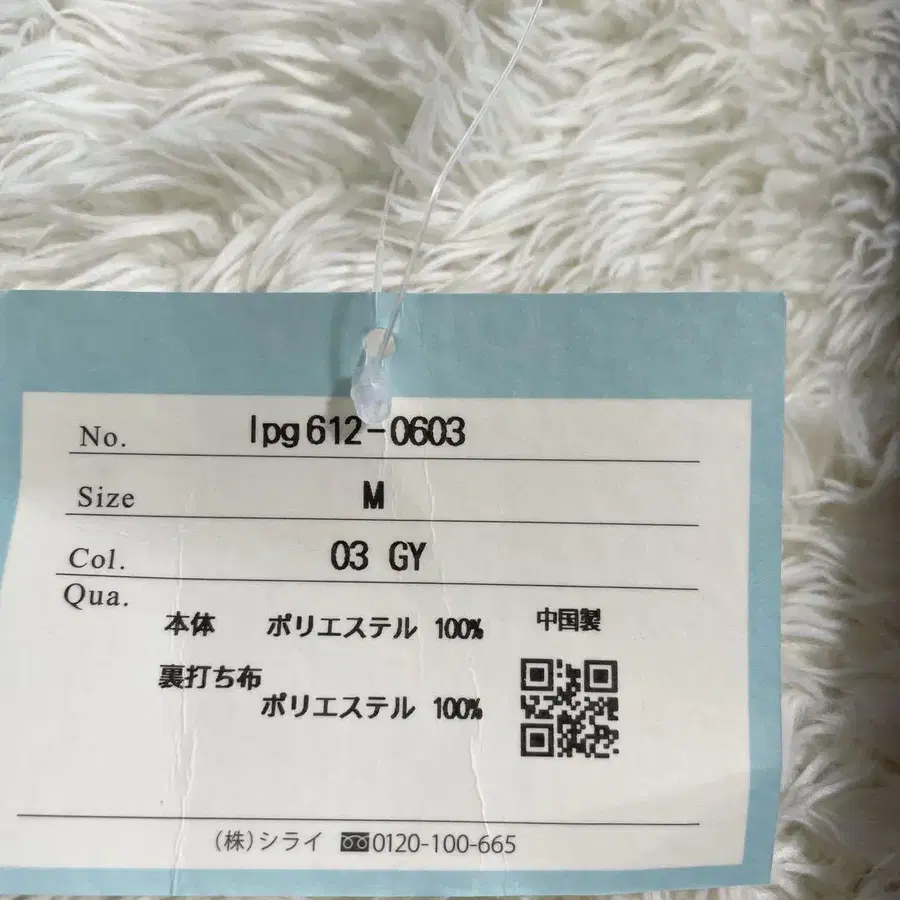 No. lpg612-0603
Size M
Col. 03 GY
Qua.
本体 ポリエステル 100% 中国製
裏打ち布
ポリエステル 100%
(株)シライ 0120-100-665